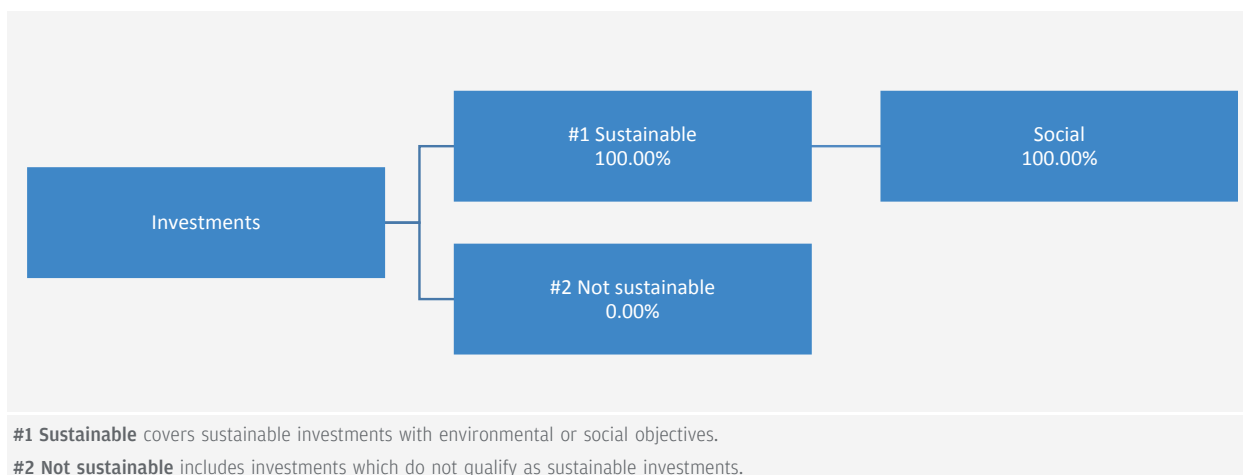 #1 Sustainable
100.00%
Social
100.00%
Investments
#2 Not sustainable
0.00%
#1 Sustainable covers sustainable investments with environmental or social objectives.
#2 Not sustainable includes investments which do not qualify as sustainable investments.